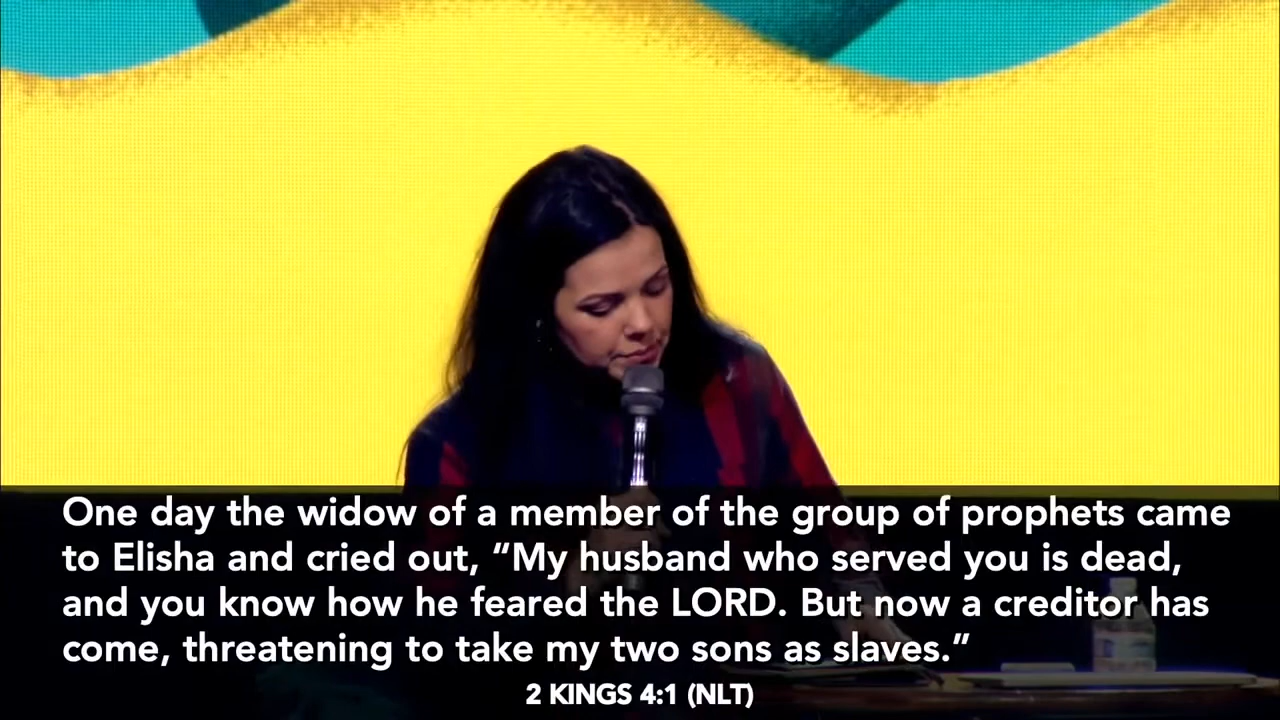 One day the widow of a member of the group of prophets came
to Elisha and cried out, “My husband who served you is dead,
and you know how he feared the LORD. But now a creditor has
come, threatening to take my two sons as slaves.”
2 KINGS 4:1 (NLT)